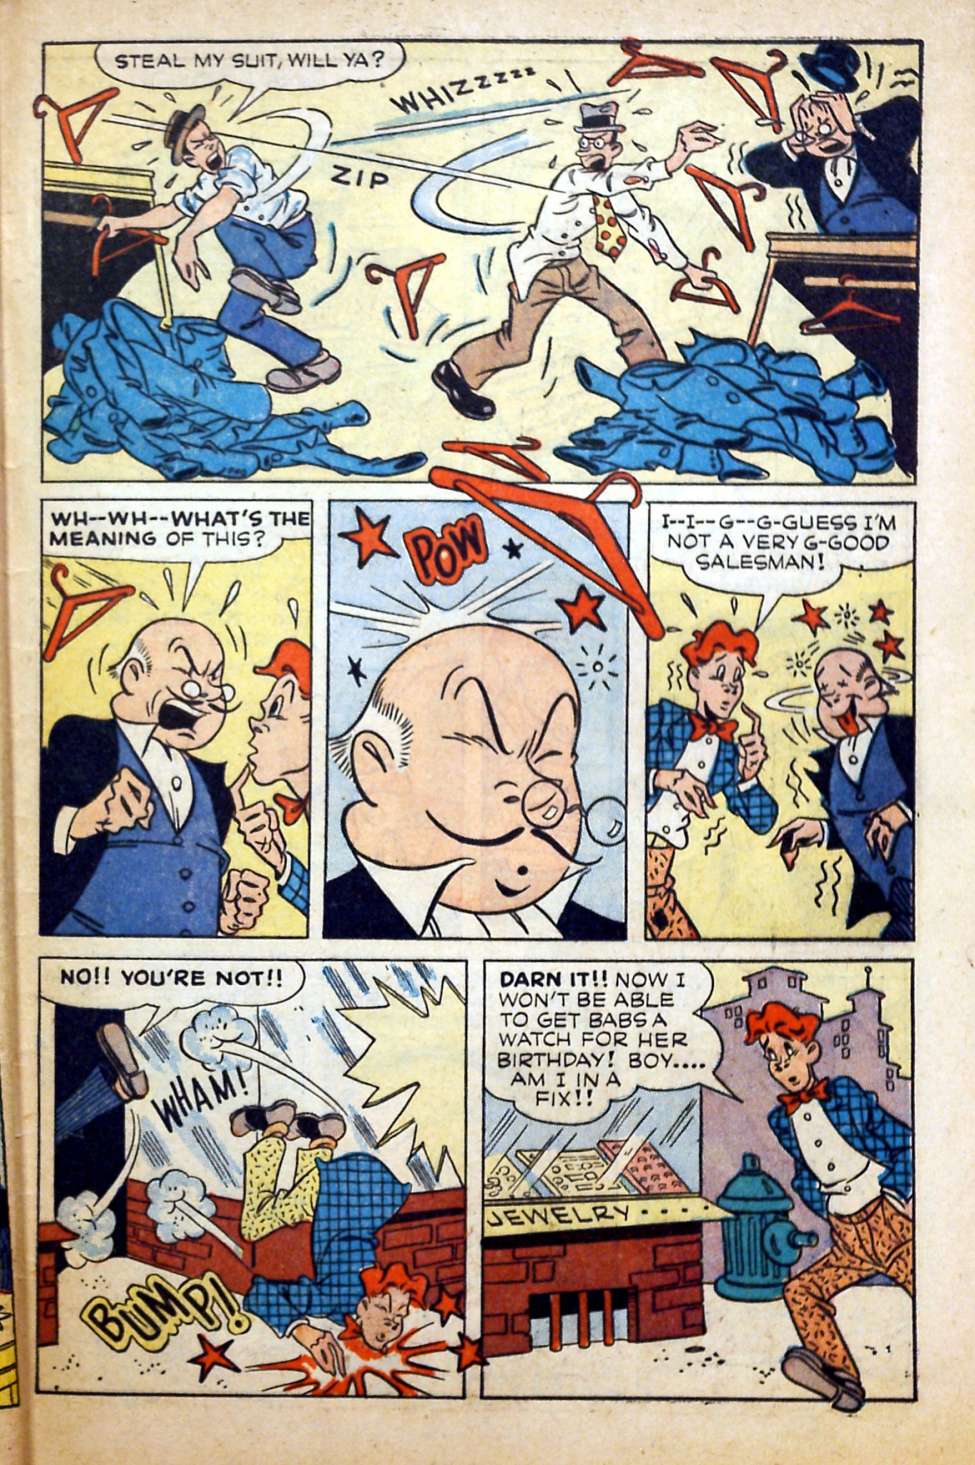 STEAL MY SUIT, WILL YA?
WHIZZZZZ
ZIP
WH--WH--WHAT'S THE
MEANING OF THIS?
POW
I--I--G--G-GUESS I'M
NOT A VERY G-GOOD
SALESMAN!
NO!! YOU'RE NOT!!
WHAM!
BUMP!
DARN IT!! NOW I
WON'T BE ABLE
TO GET BABS A
WATCH FOR HER
BIRTHDAY! BOY....
AM I IN A
FIX!!
JEWELRY • • • •